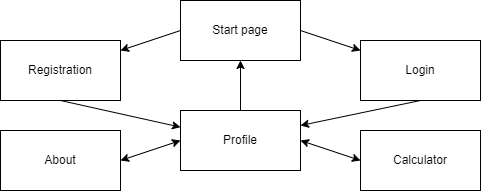 Start page
Registration
Login
Profile
About
Calculator